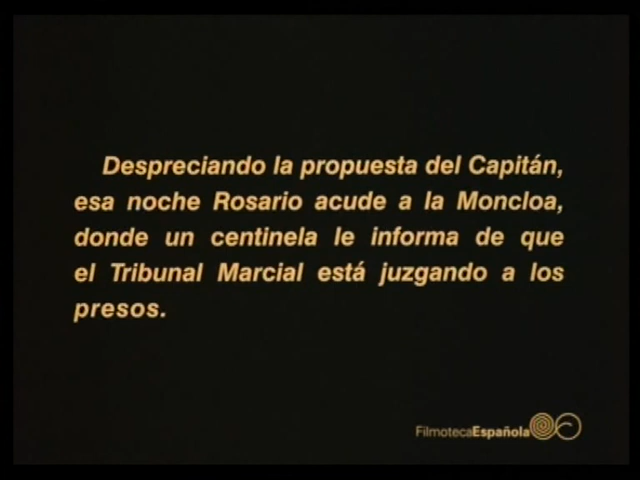 Despreciando la propuesta del Capitán,
esa noche Rosario acude a la Moncloa,
donde un centinela le informa de que
el Tribunal Marcial está juzgando a los
presos.
FilmotecaEspañola